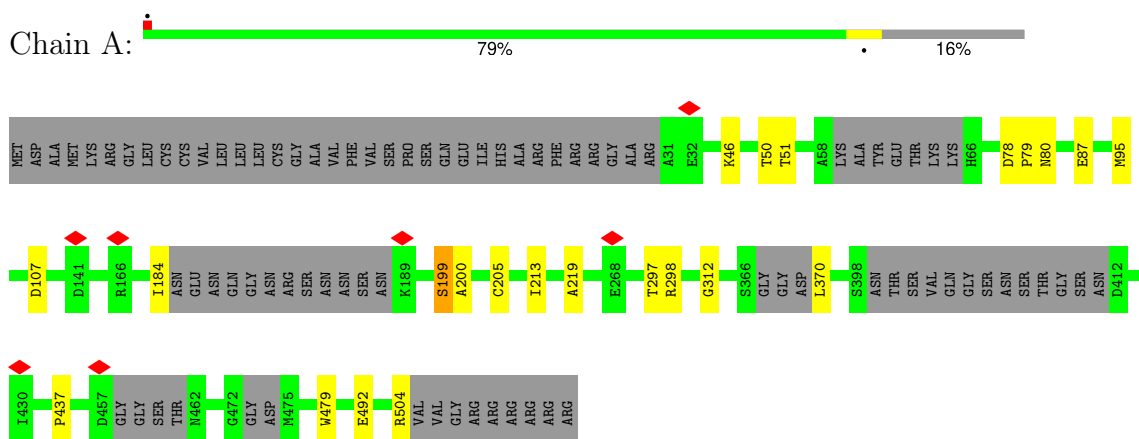 Chain A:
79%
16%
MET ASP ALA MET LYS ARG GLY LEU CYS CYS VAL LEU LEU LEU CYS GLY ALA VAL PHE VAL SER PRO SER GLN GLU ILE HIS ALA ARG PHE ARG ARG GLY ALA ARG A31 E32 K46 T50 T51 A58 LYS ALA TYR GLU THR LYS LYS H66 D78 P79 N80 E87 M95
D107 D141 R166 I184 ASN GLU ASN GLN GLY ASN ARG SER ASN ASN SER ASN K189 S199 A200 C205 I213 A219 E268 T297 R298 G312 S366 GLY GLY ASP L370 S398 ASN THR SER VAL GLN GLY SER ASN SER THR GLY SER ASN D412
I430 P437 D457 GLY GLY SER THR N462 G472 GLY ASP M475 W479 E492 R504 VAL VAL GLY ARG ARG ARG ARG ARG ARG